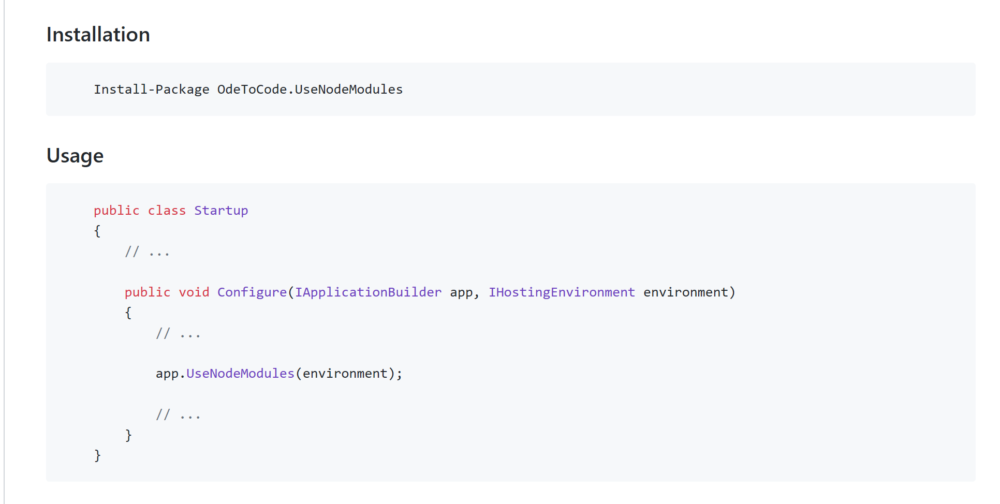 Installation
Install-Package OdeToCode.UseNodeModules
Usage
public class Startup
{
// ...
public void Configure(IApplicationBuilder app, IHostingEnvironment environment)
{
// ...
app.UseNodeModules(environment);
// ...
}
}